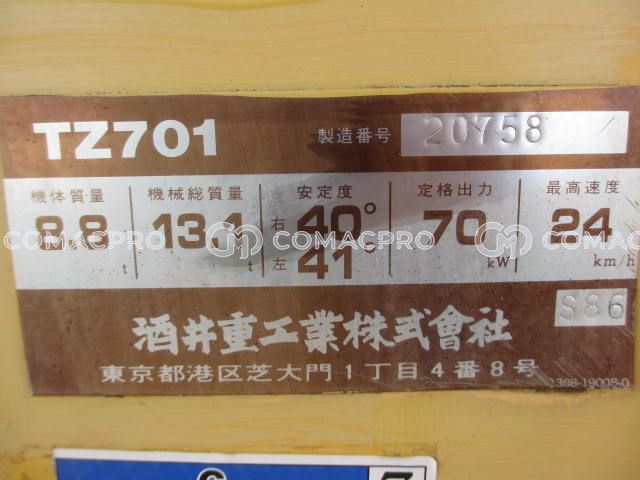 TZ701
製造番号 20758
機体質量 機械総質量 安定度 定格出力 最高速度
8.8 t 13.1 t 右 40° 70 kW 24 km/h
左 41°
S86
酒井重工業株式會社
東京都港区芝大門1丁目4番8号
1308-19005-0
COMACPRO COMACPRO COMACPRO